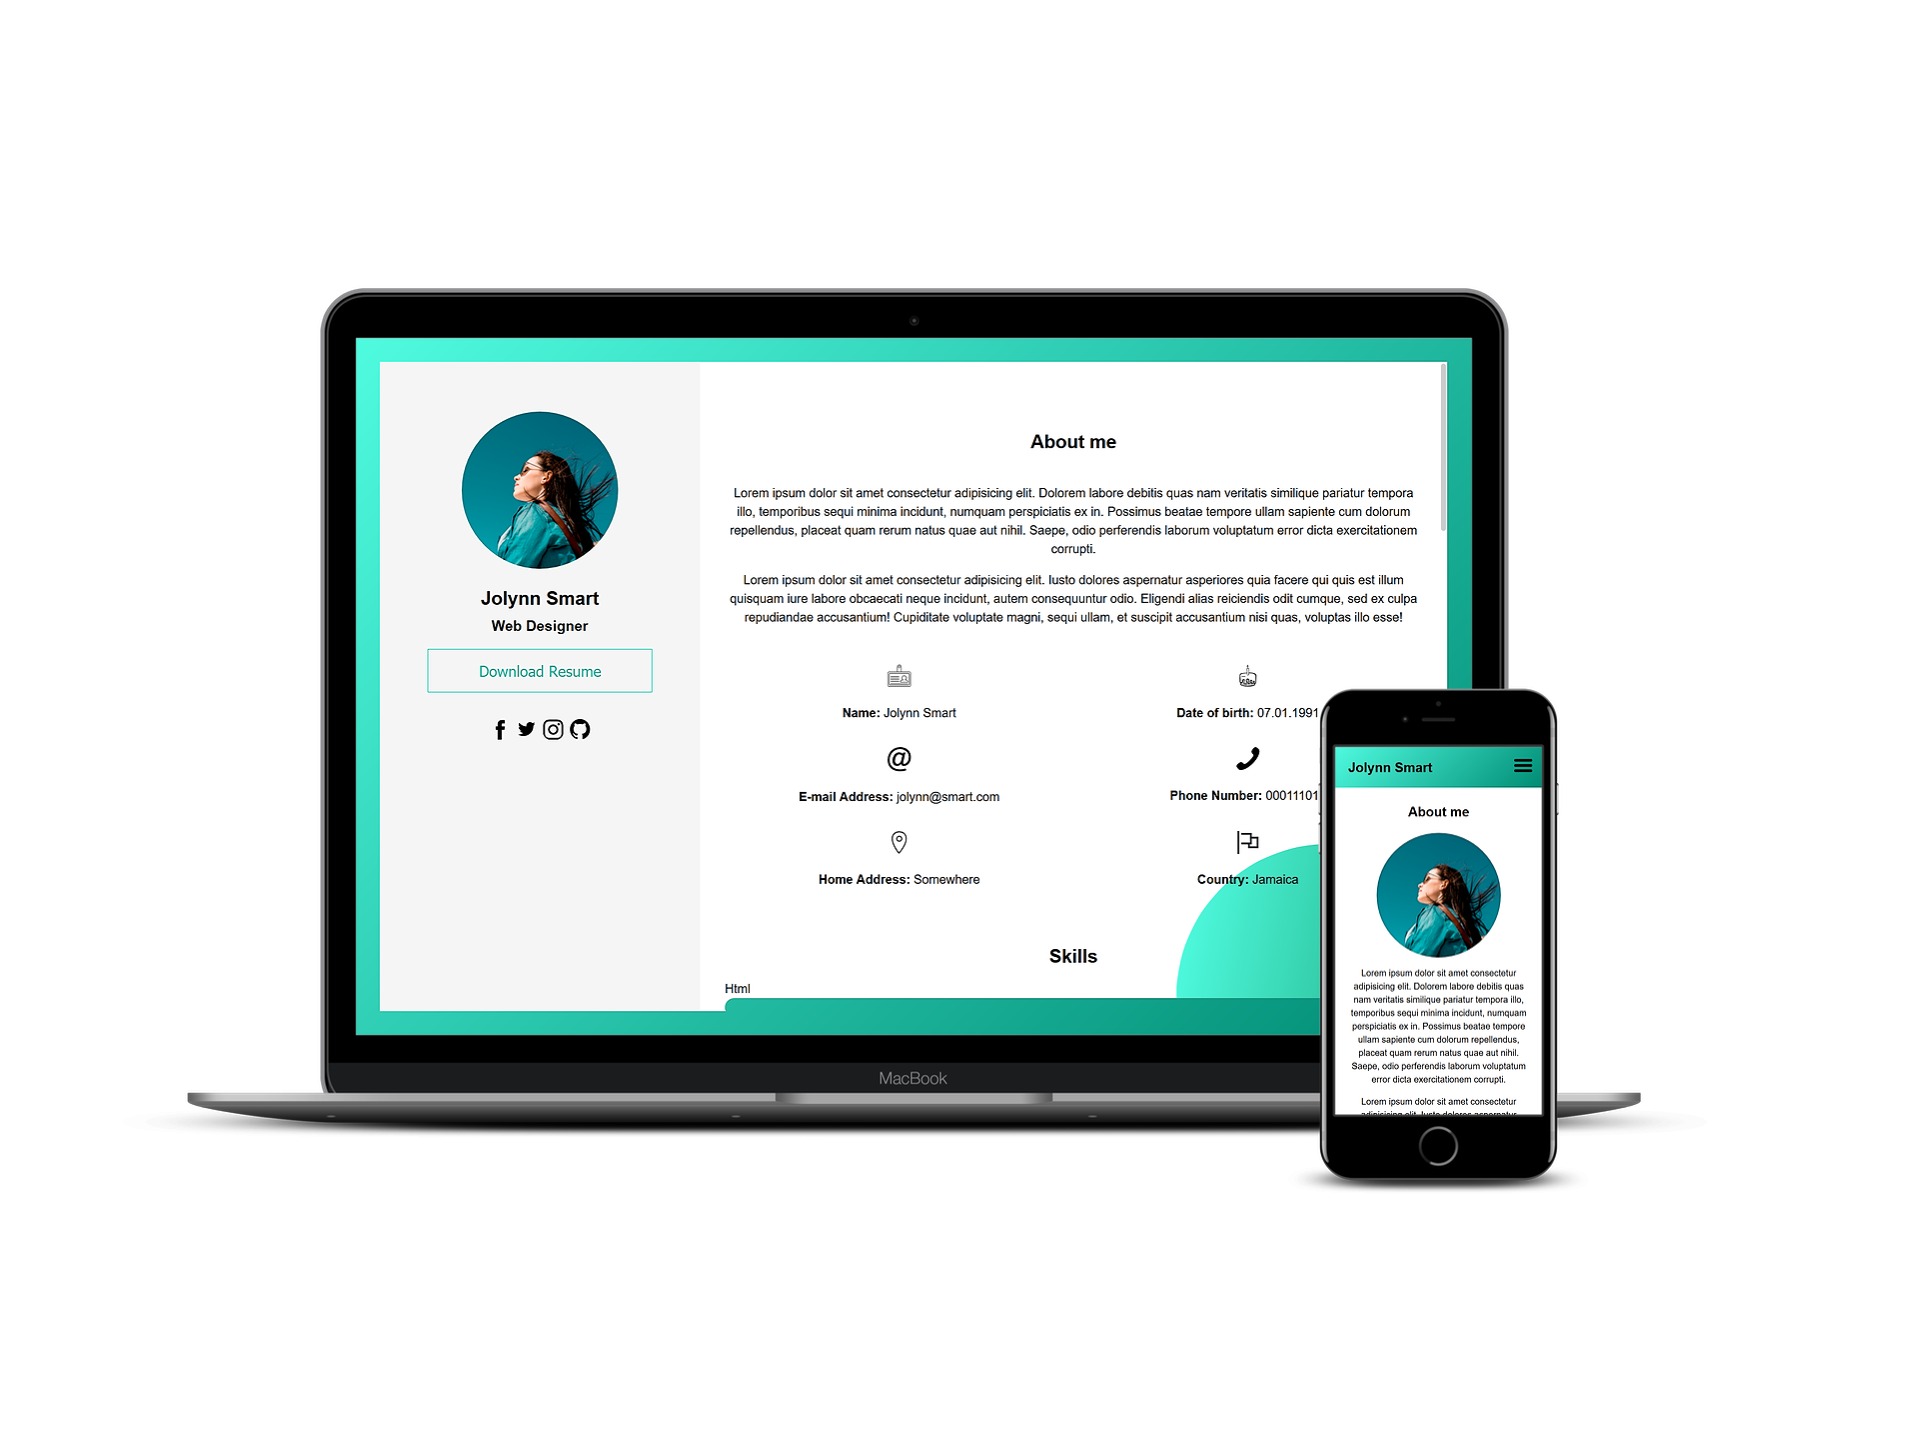 Jolynn Smart
Web Designer
Download Resume
About me
Lorem ipsum dolor sit amet consectetur adipisicing elit. Dolorem labore debitis quas nam veritatis similique pariatur tempora
illo, temporibus sequi minima incidunt, numquam perspiciatis ex in. Possimus beatae tempore ullam sapiente cum dolorum
repellendus, placeat quam rerum natus quae aut nihil. Saepe, odio perferendis laborum voluptatum error dicta exercitationem
corrupti.
Lorem ipsum dolor sit amet consectetur adipisicing elit. Iusto dolores aspernatur asperiores quia facere qui quis est illum
quisquam iure labore obcaecati neque incidunt, autem consequuntur odio. Eligendi alias reiciendis odit cumque, sed ex culpa
repudiandae accusantium! Cupiditate voluptate magni, sequi ullam, et suscipit accusantium nisi quas, voluptas illo esse!
Name: Jolynn Smart
Date of birth: 07.01.1991
@
E-mail Address: jolynn@smart.com
Phone Number: 00011101
Home Address: Somewhere
Country: Jamaica
Skills
Html
MacBook
Jolynn Smart
About me
Lorem ipsum dolor sit amet consectetur
adipisicing elit. Dolorem labore debitis quas
nam veritatis similique pariatur tempora illo,
temporibus sequi minima incidunt, numquam
perspiciatis ex in. Possimus beatae tempore
ullam sapiente cum dolorum repellendus,
placeat quam rerum natus quae aut nihil.
Saepe, odio perferendis laborum voluptatum
error dicta exercitationem corrupti.
Lorem ipsum dolor sit amet consectetur
adipisicing elit. Iusto dolores aspernatur